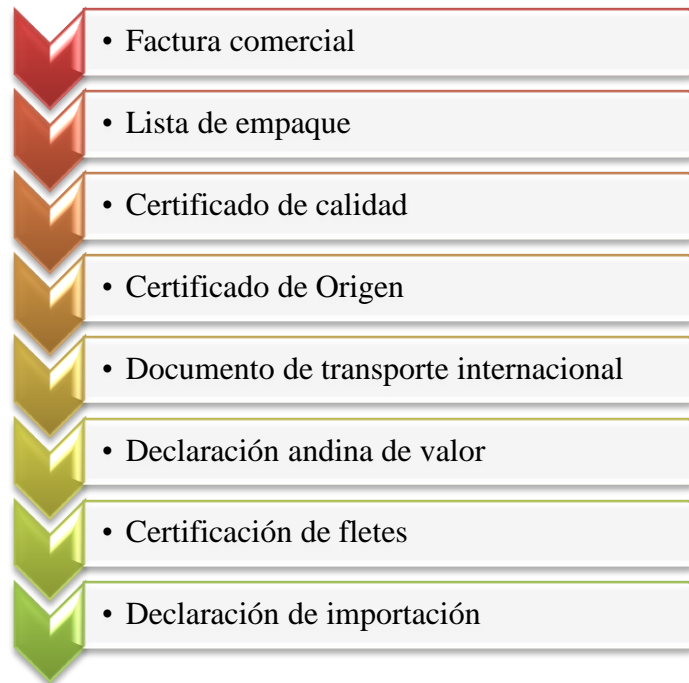 • Factura comercial
• Lista de empaque
• Certificado de calidad
• Certificado de Origen
• Documento de transporte internacional
• Declaración andina de valor
• Certificación de fletes
• Declaración de importación